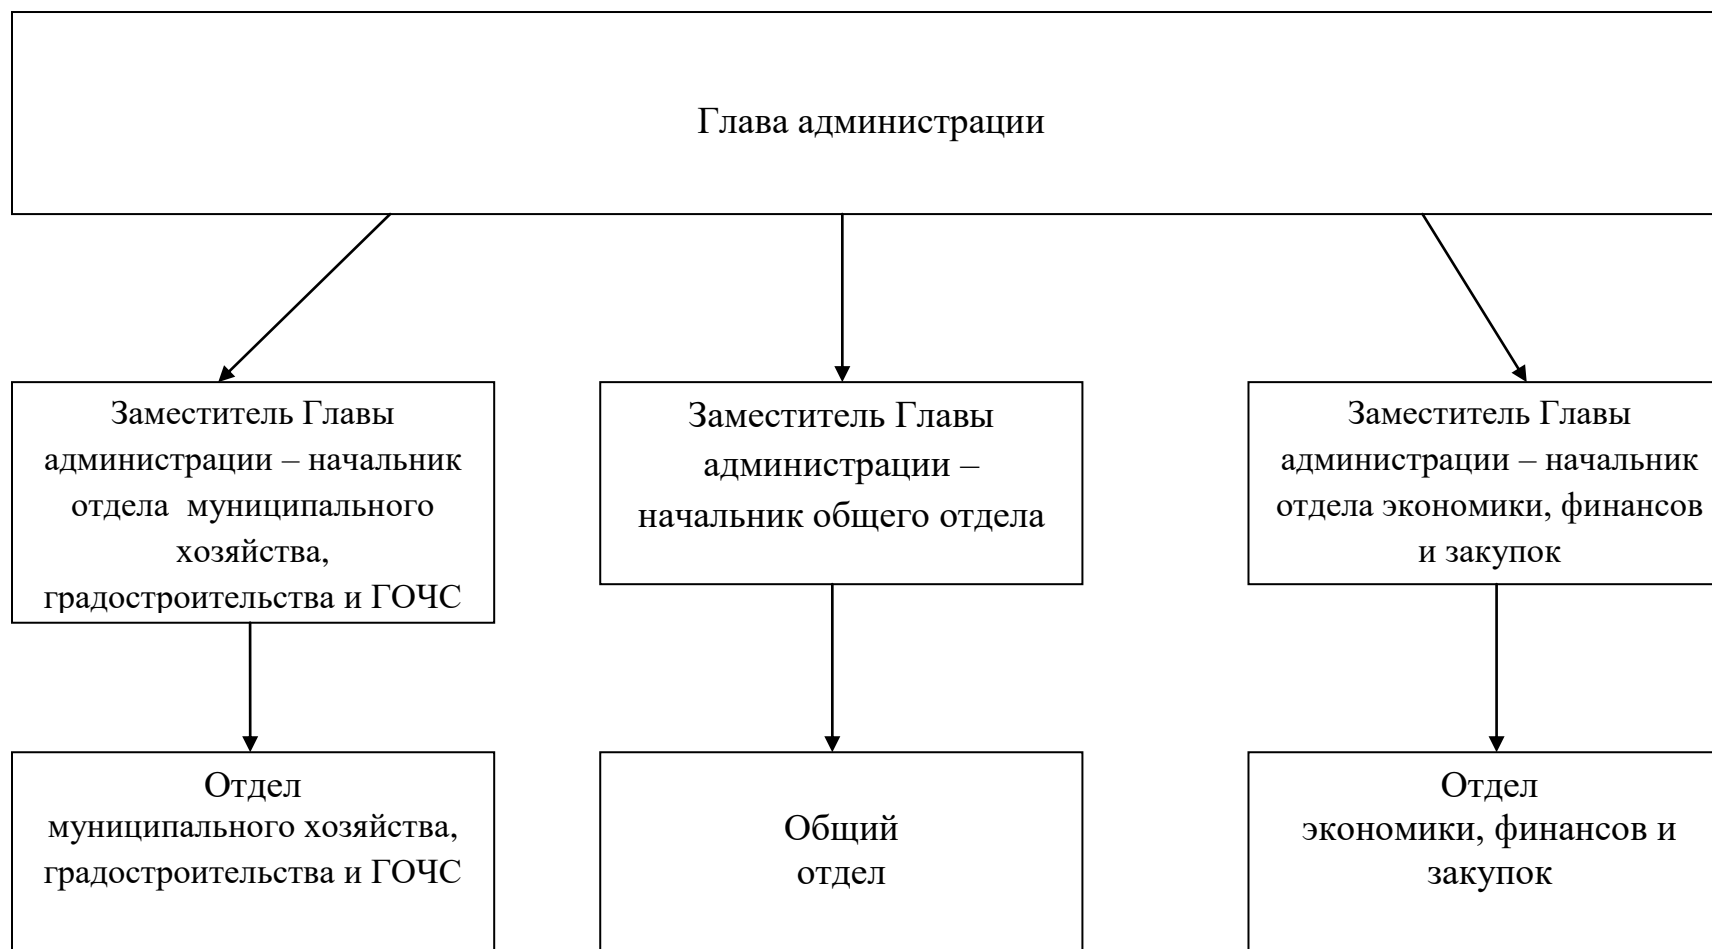 Глава администрации
Заместитель Главы
администрации – начальник
отдела  муниципального
хозяйства,
градостроительства и ГОЧС
Заместитель Главы
администрации –
начальник общего отдела
Заместитель Главы
администрации – начальник
отдела экономики, финансов
и закупок
Отдел
муниципального хозяйства,
градостроительства и ГОЧС
Общий
отдел
Отдел
экономики, финансов и
закупок